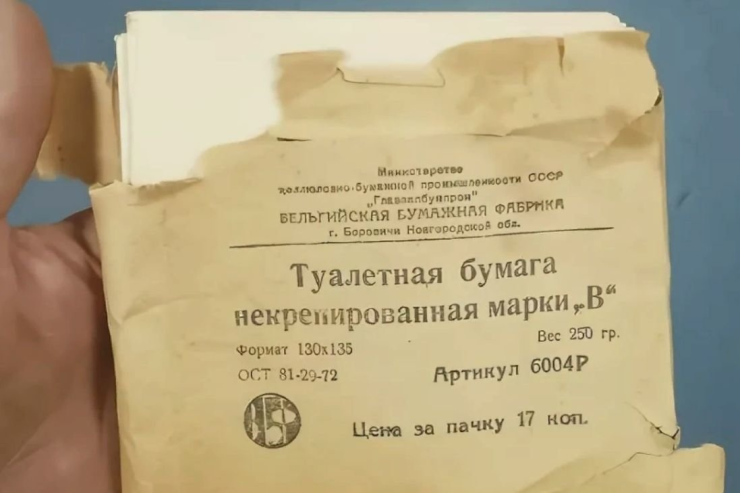 Министерство
целлюлозно-бумажной промышленности СССР
„Главзапбумпром"
ВЕЛЬГИЙСКАЯ БУМАЖНАЯ ФАБРИКА
г. Боровичи Новгородской обл.
Туалетная бумага
некрепированная марки „В“
Формат 130х135
Вес 250 гр.
ОСТ 81-29-72
Артикул 6004Р
ВБФ
Цена за пачку 17 коп.